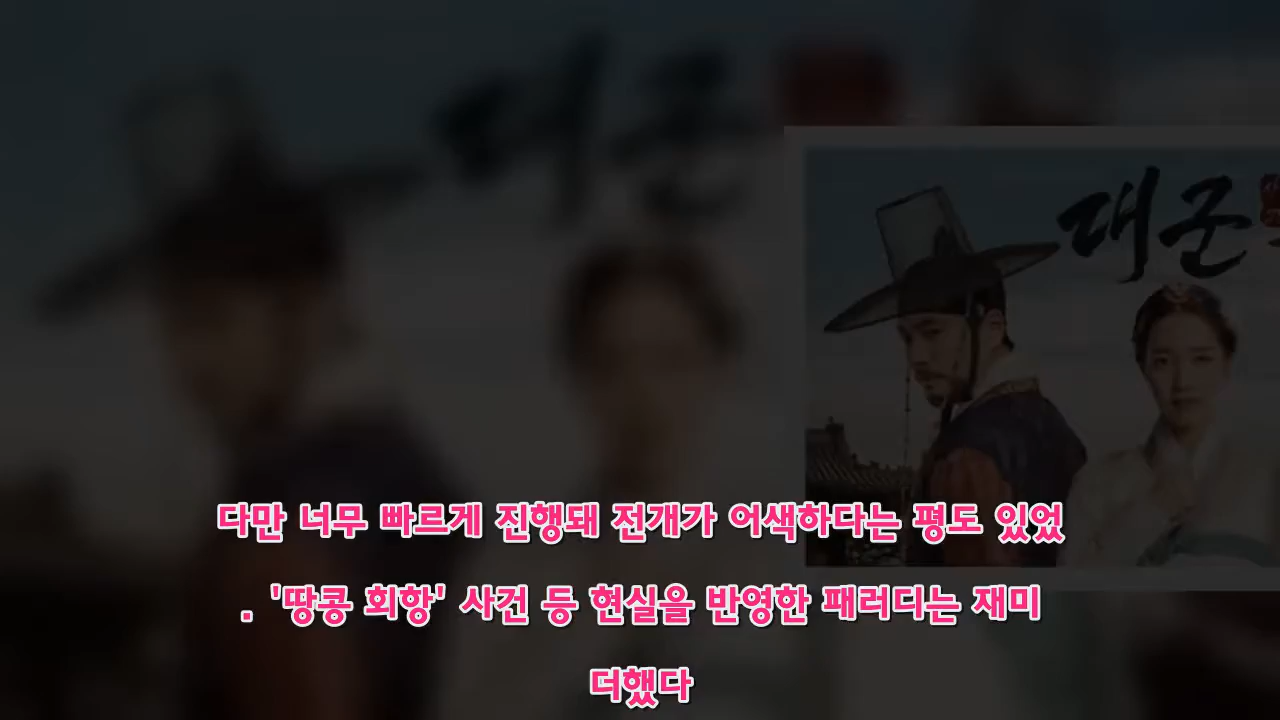 대군
다만 너무 빠르게 진행돼 전개가 어색하다는 평도 있었
. '땅콩 회항' 사건 등 현실을 반영한 패러디는 재미
더했다